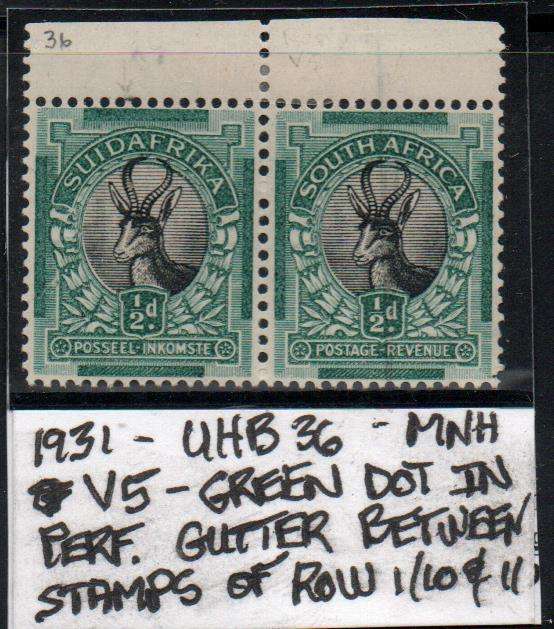 36
SUIDAFRIKA
½d
POSSEEL-INKOMSTE
SOUTH AFRICA
½d
POSTAGE-REVENUE
1931 - UHB 36 - MNH
V5 - GREEN DOT IN
PERF. GUTTER BETWEEN
STAMPS OF ROW 1/10 & 11